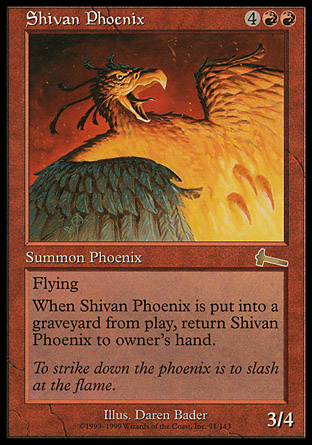 Shivan Phoenix 4
Summon Phoenix
Flying
When Shivan Phoenix is put into a
graveyard from play, return Shivan
Phoenix to owner's hand.
To strike down the phoenix is to slash
at the flame.
Illus. Daren Bader
©1993-1999 Wizards of the Coast, Inc. 91/143
3/4